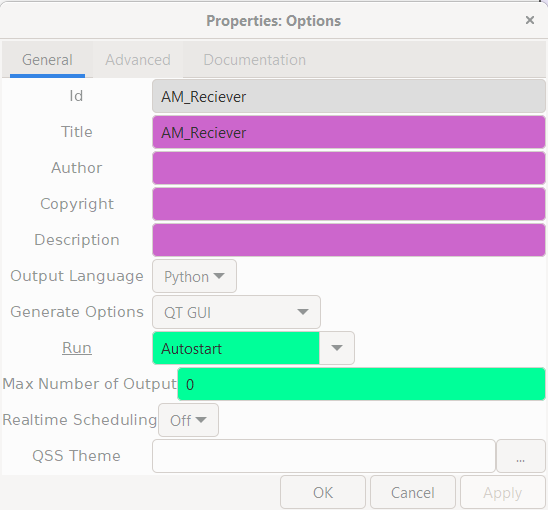 Properties: Options ×
General Advanced Documentation
Id AM_Reciever
Title AM_Reciever
Author
Copyright
Description
Output Language Python
Generate Options QT GUI
Run Autostart
Max Number of Output 0
Realtime Scheduling Off
QSS Theme ...
OK Cancel Apply